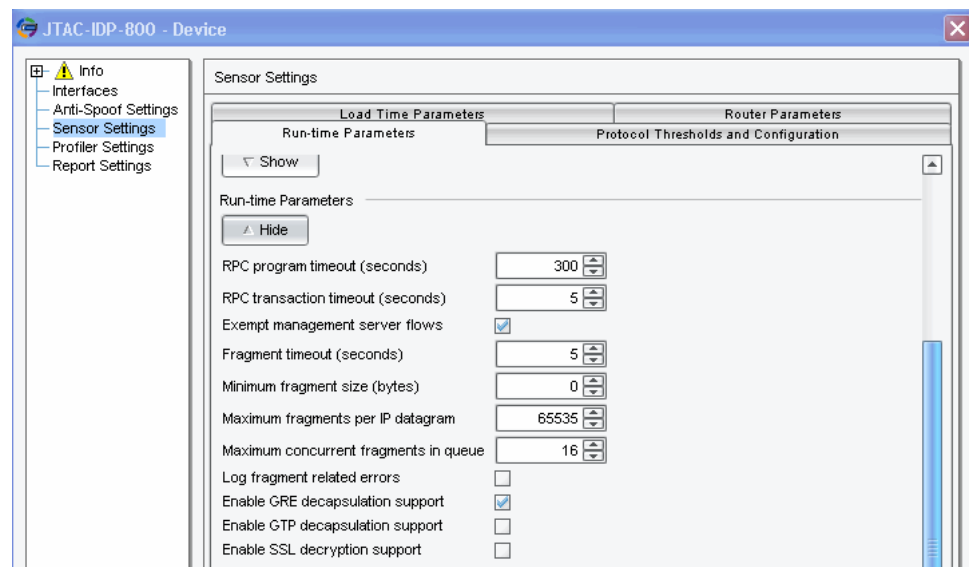 JTAC-IDP-800 - Device
Info
Interfaces
Anti-Spoof Settings
Sensor Settings
Profiler Settings
Report Settings
Sensor Settings
Load Time Parameters
Router Parameters
Run-time Parameters
Protocol Thresholds and Configuration
Show
Run-time Parameters
Hide
RPC program timeout (seconds) 300
RPC transaction timeout (seconds) 5
Exempt management server flows
Fragment timeout (seconds) 5
Minimum fragment size (bytes) 0
Maximum fragments per IP datagram 65535
Maximum concurrent fragments in queue 16
Log fragment related errors
Enable GRE decapsulation support
Enable GTP decapsulation support
Enable SSL decryption support